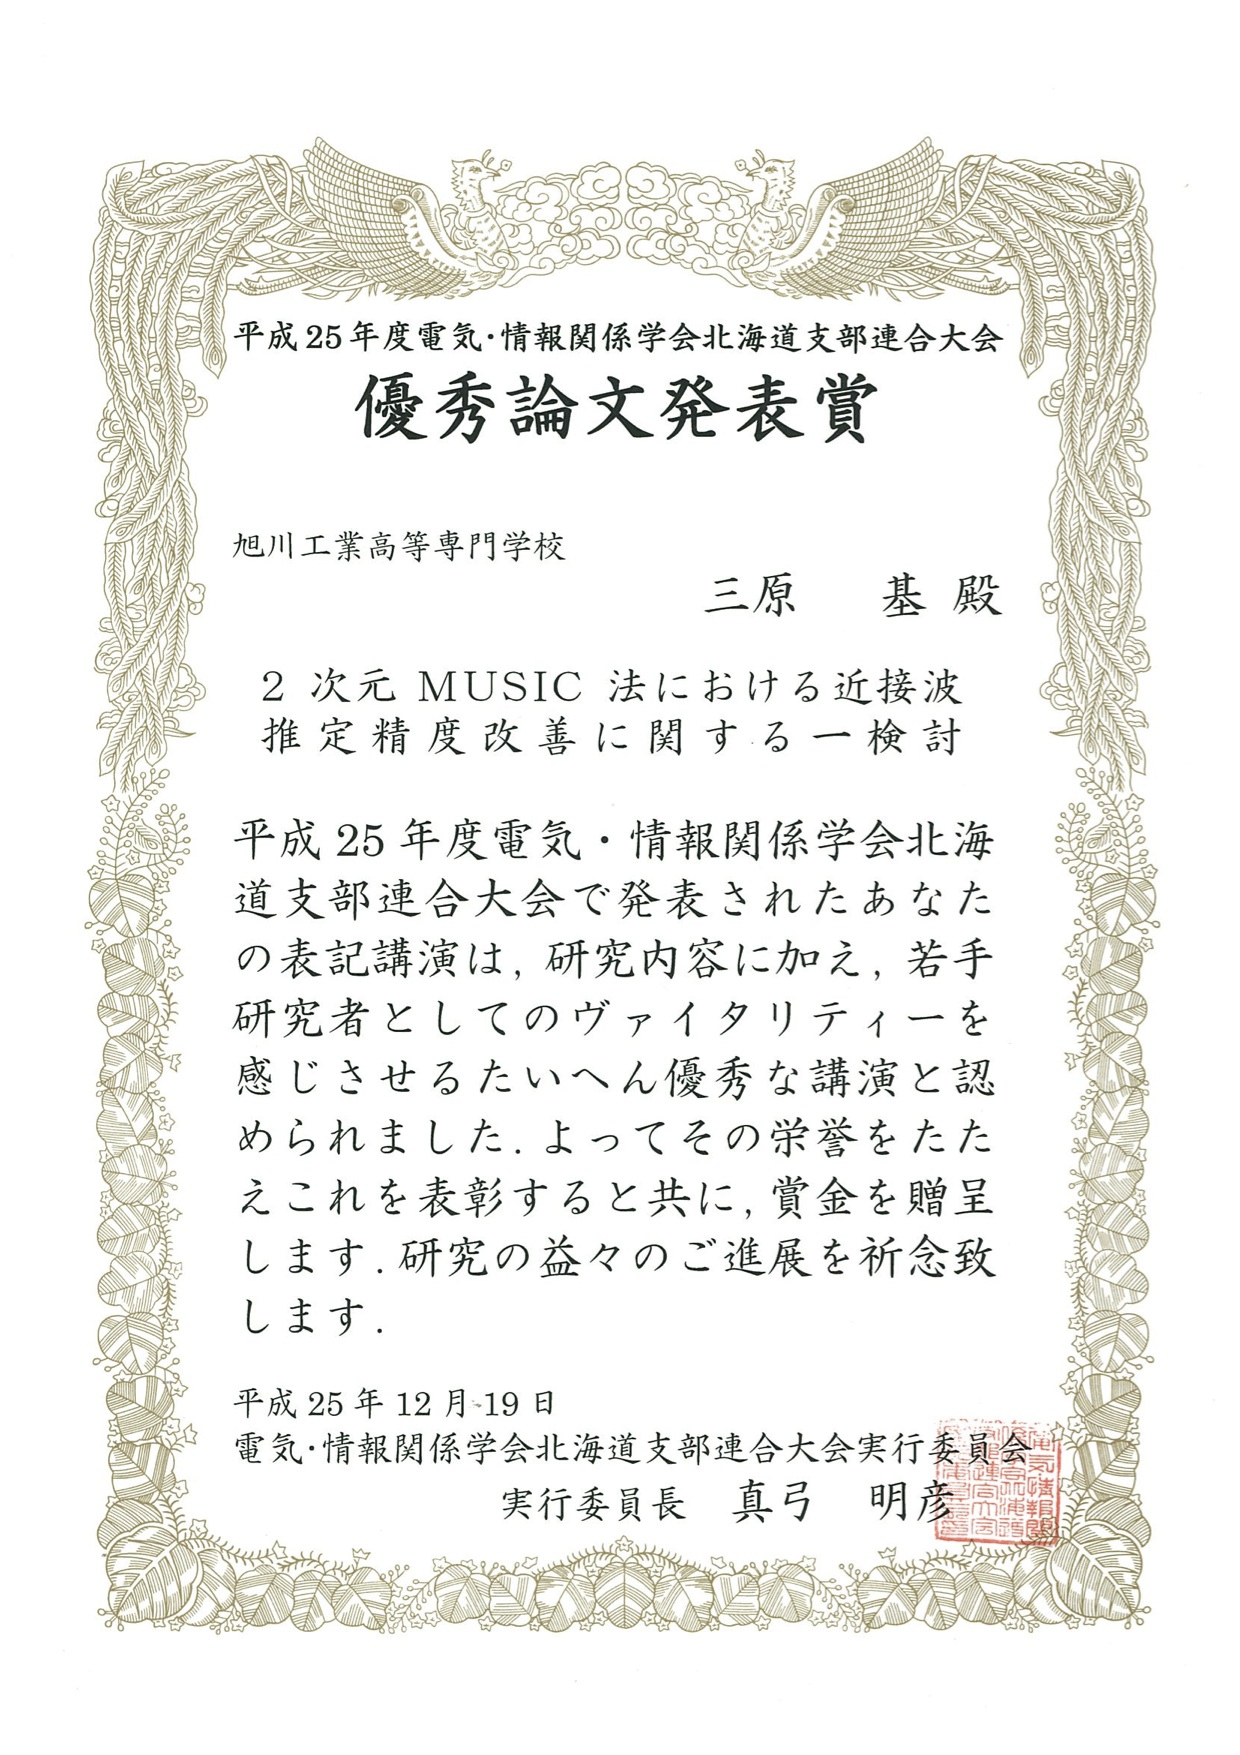 平成25年度電気・情報関係学会北海道支部連合大会
優秀論文発表賞
旭川工業高等専門学校
三原 基 殿
2 次元 MUSIC 法における近接波
推定精度改善に関する一検討
平成 25 年度電気・情報関係学会北海
道支部連合大会で発表されたあなた
の表記講演は, 研究内容に加え, 若手
研究者としてのヴァイタリティーを
感じさせるたいへん優秀な講演と認
められました. よってその栄誉をたた
えこれを表彰すると共に, 賞金を贈呈
します. 研究の益々のご進展を祈念致
します.
平成 25 年 12 月 19 日
電気・情報関係学会北海道支部連合大会実行委員会
実行委員長 真弓 明彦